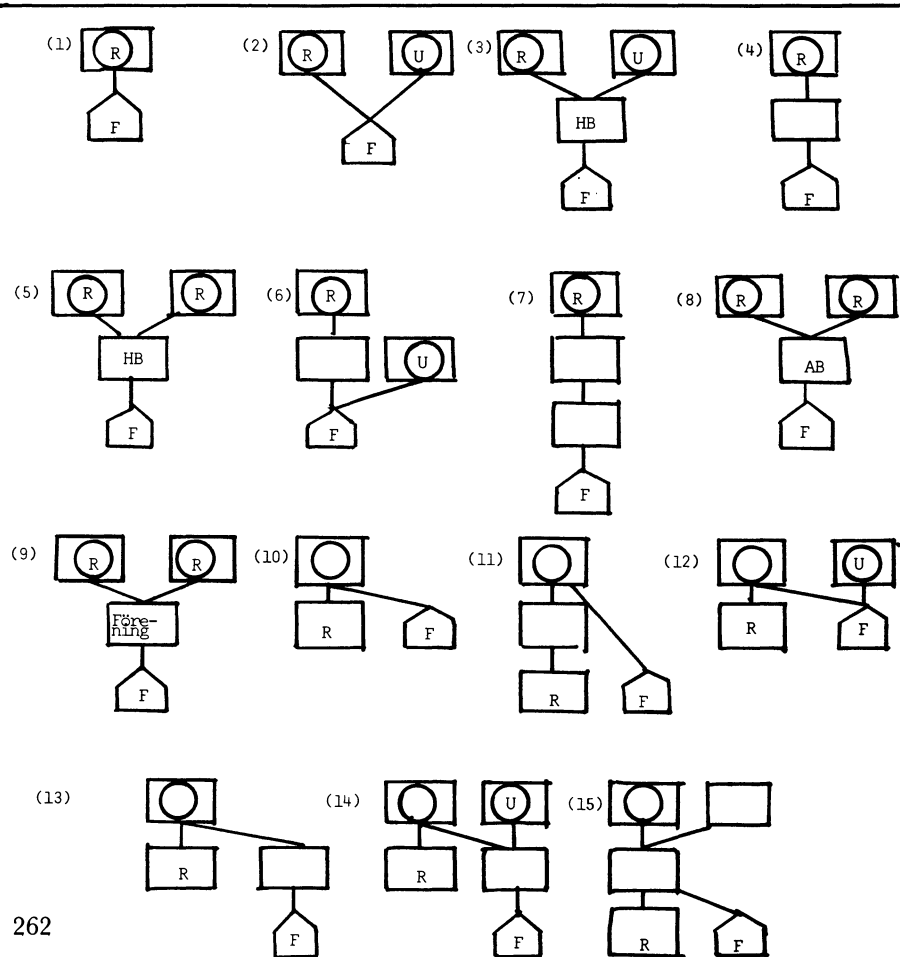 (1) R F
(2) R U F
(3) R U HB F
(4) R F
(5) R R HB F
(6) R U F
(7) R F
(8) R R AB F
(9) R R Före-
ning F
(10) R F
(11) R F
(12) U R F
(13) R F
(14) U R F
(15) R F
262